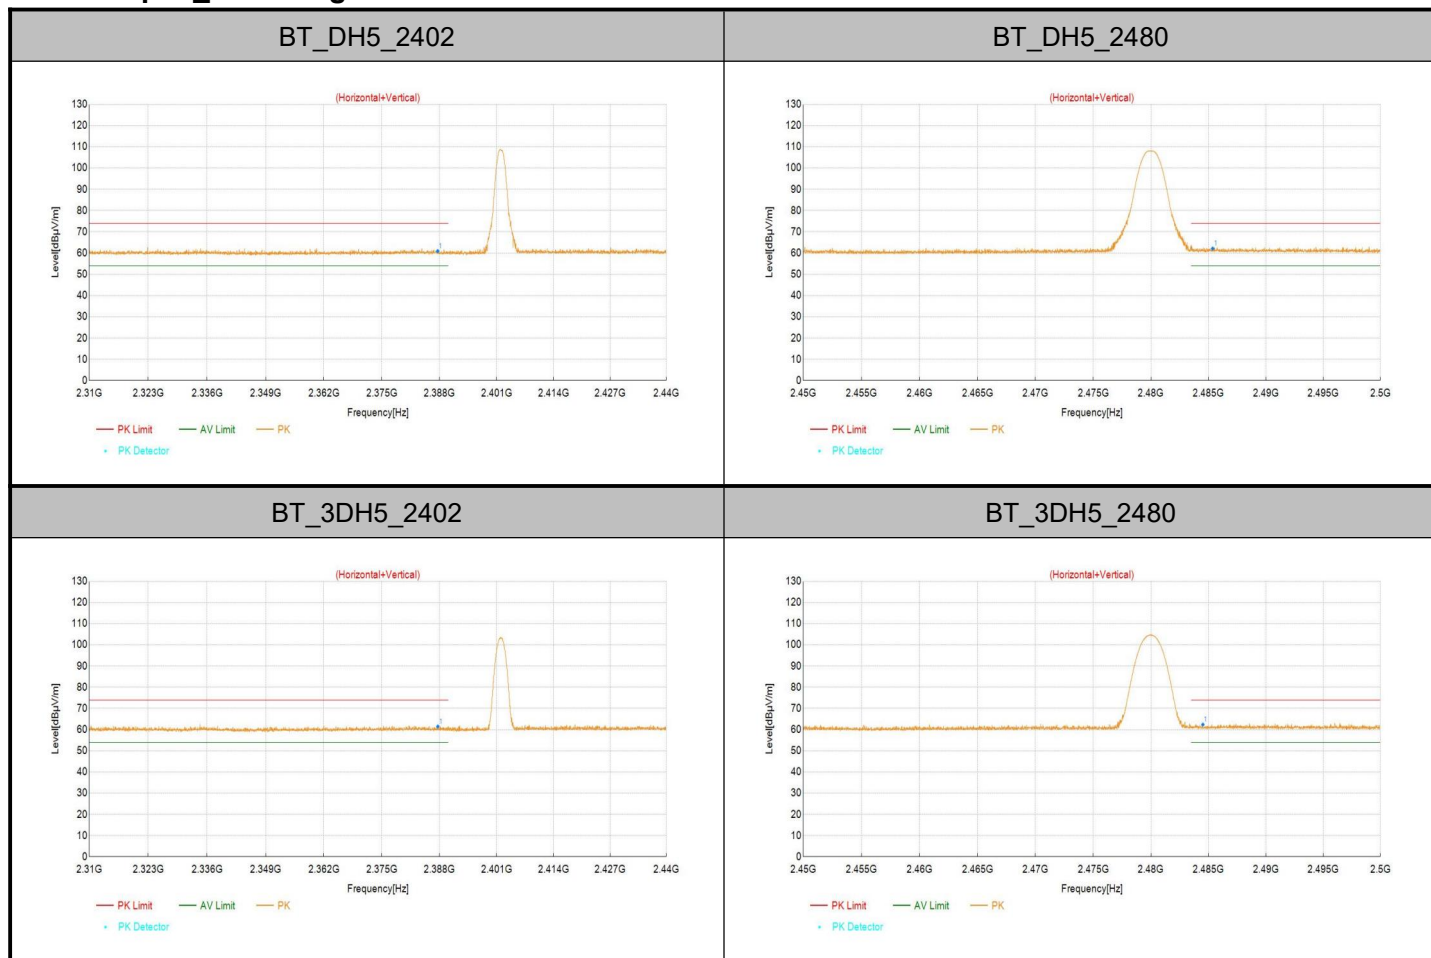 BT_DH5_2402
BT_DH5_2480
(Horizontal+Vertical)
130
120
110
100
90
80
70
60
50
40
30
20
10
0
Level[dBµV/m]
1
2.31G 2.323G 2.336G 2.349G 2.362G 2.375G 2.388G 2.401G 2.414G 2.427G 2.44G
Frequency[Hz]
PK Limit AV Limit PK
PK Detector
(Horizontal+Vertical)
130
120
110
100
90
80
70
60
50
40
30
20
10
0
Level[dBµV/m]
1
2.45G 2.455G 2.46G 2.465G 2.47G 2.475G 2.48G 2.485G 2.49G 2.495G 2.5G
Frequency[Hz]
PK Limit AV Limit PK
PK Detector
BT_3DH5_2402
BT_3DH5_2480
(Horizontal+Vertical)
130
120
110
100
90
80
70
60
50
40
30
20
10
0
Level[dBµV/m]
1
2.31G 2.323G 2.336G 2.349G 2.362G 2.375G 2.388G 2.401G 2.414G 2.427G 2.44G
Frequency[Hz]
PK Limit AV Limit PK
PK Detector
(Horizontal+Vertical)
130
120
110
100
90
80
70
60
50
40
30
20
10
0
Level[dBµV/m]
1
2.45G 2.455G 2.46G 2.465G 2.47G 2.475G 2.48G 2.485G 2.49G 2.495G 2.5G
Frequency[Hz]
PK Limit AV Limit PK
PK Detector